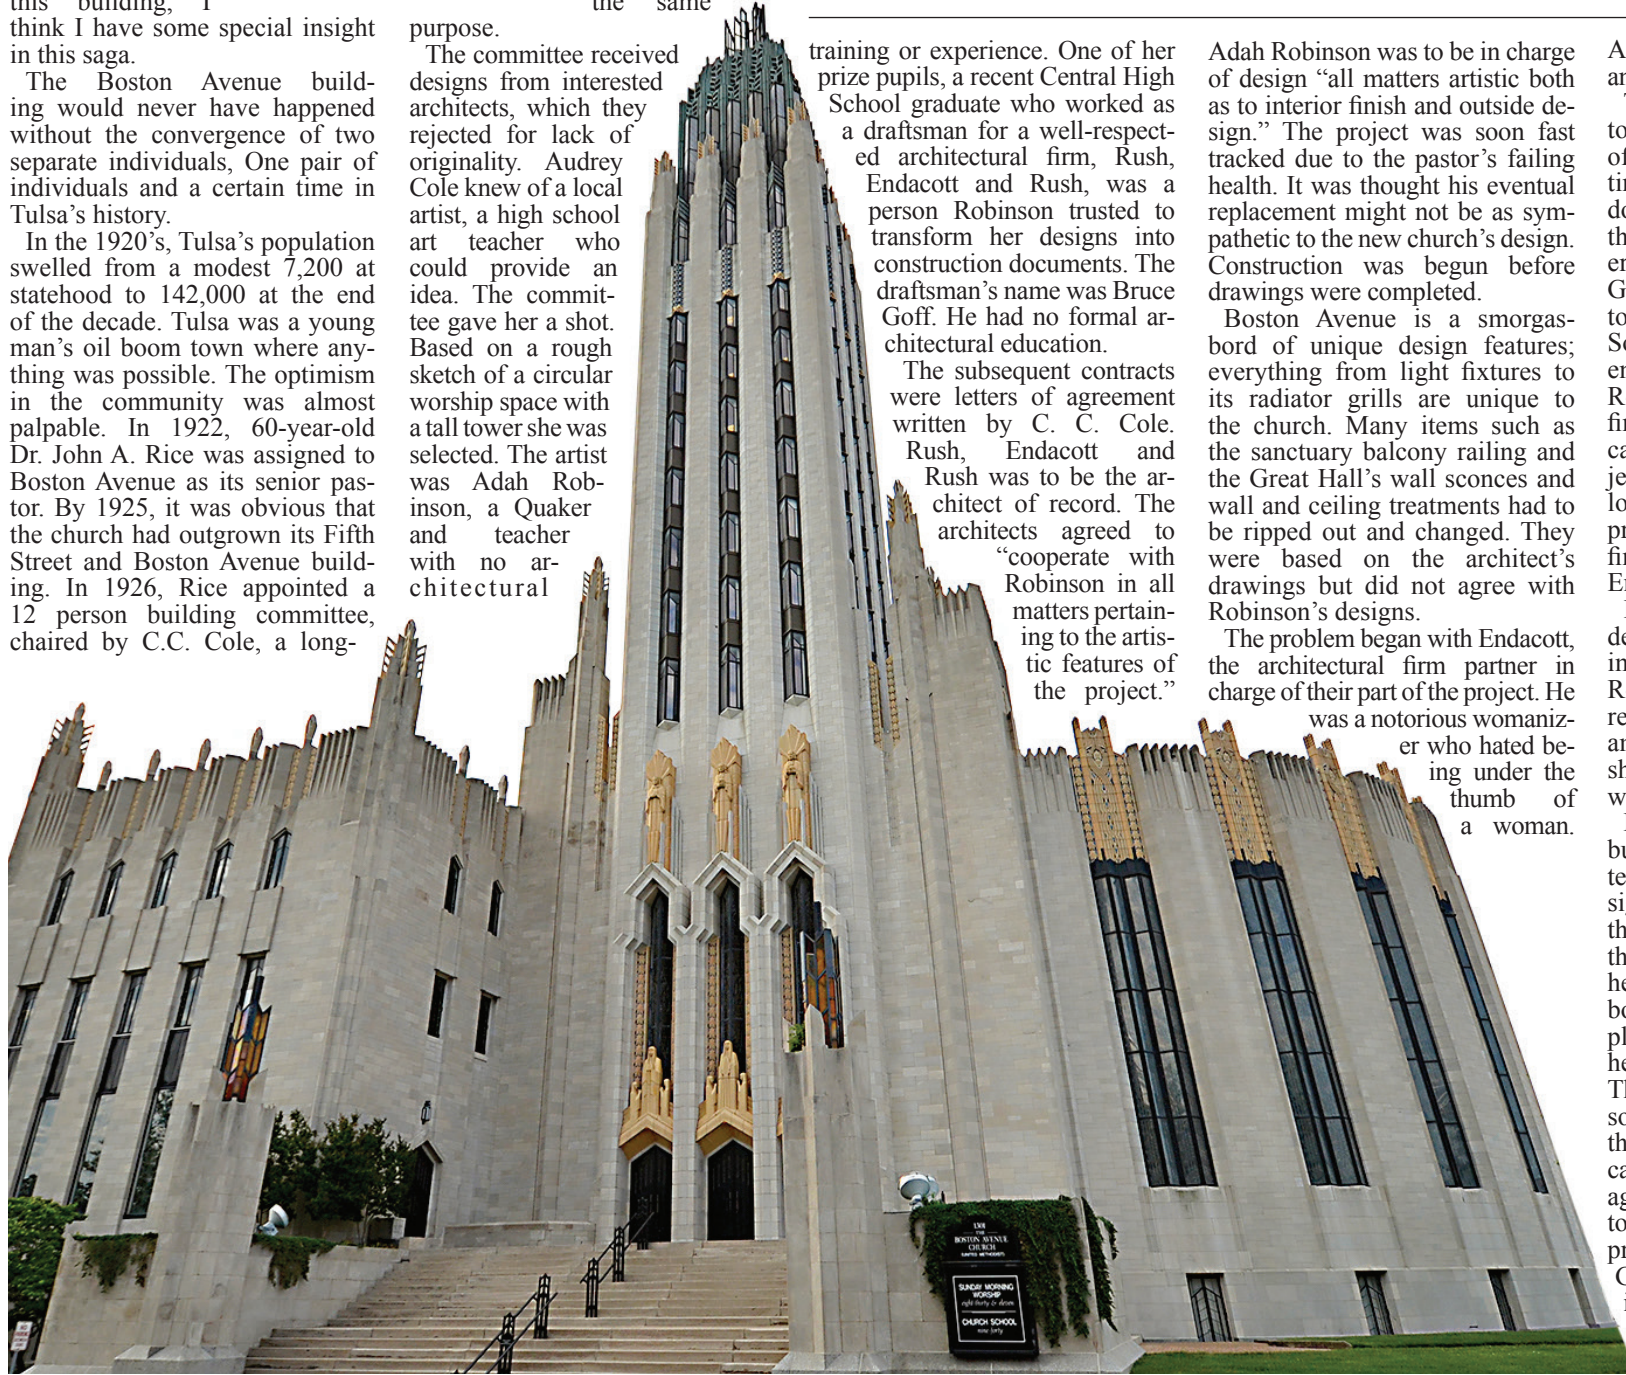 this building, I
think I have some special insight
in this saga.
The Boston Avenue build-
ing would never have happened
without the convergence of two
separate individuals, One pair of
individuals and a certain time in
Tulsa’s history.
In the 1920’s, Tulsa’s population
swelled from a modest 7,200 at
statehood to 142,000 at the end
of the decade. Tulsa was a young
man’s oil boom town where any-
thing was possible. The optimism
in the community was almost
palpable. In 1922, 60-year-old
Dr. John A. Rice was assigned to
Boston Avenue as its senior pas-
tor. By 1925, it was obvious that
the church had outgrown its Fifth
Street and Boston Avenue build-
ing. In 1926, Rice appointed a
12 person building committee,
chaired by C.C. Cole, a long-
the same
purpose.
The committee received
designs from interested
architects, which they
rejected for lack of
originality. Audrey
Cole knew of a local
artist, a high school
art teacher who
could provide an
idea. The commit-
tee gave her a shot.
Based on a rough
sketch of a circular
worship space with
a tall tower she was
selected. The artist
was Adah Rob-
inson, a Quaker
and teacher
with no ar-
chitectural
training or experience. One of her
prize pupils, a recent Central High
School graduate who worked as
a draftsman for a well-respect-
ed architectural firm, Rush,
Endacott and Rush, was a
person Robinson trusted to
transform her designs into
construction documents. The
draftsman’s name was Bruce
Goff. He had no formal ar-
chitectural education.
The subsequent contracts
were letters of agreement
written by C. C. Cole.
Rush, Endacott and
Rush was to be the ar-
chitect of record. The
architects agreed to
“cooperate with
Robinson in all
matters pertain-
ing to the artis-
tic features of
the project.”
Adah Robinson was to be in charge
of design “all matters artistic both
as to interior finish and outside de-
sign.” The project was soon fast
tracked due to the pastor’s failing
health. It was thought his eventual
replacement might not be as sym-
pathetic to the new church’s design.
Construction was begun before
drawings were completed.
Boston Avenue is a smorgas-
bord of unique design features;
everything from light fixtures to
its radiator grills are unique to
the church. Many items such as
the sanctuary balcony railing and
the Great Hall’s wall sconces and
wall and ceiling treatments had to
be ripped out and changed. They
were based on the architect’s
drawings but did not agree with
Robinson’s designs.
The problem began with Endacott,
the architectural firm partner in
charge of their part of the project. He
was a notorious womaniz-
er who hated be-
ing under the
thumb of
a woman.
1301
THE
BOSTON AVENUE
CHURCH
(UNITED METHODIST)
SUNDAY MORNING
WORSHIP
eight-thirty & eleven
CHURCH SCHOOL
nine-forty